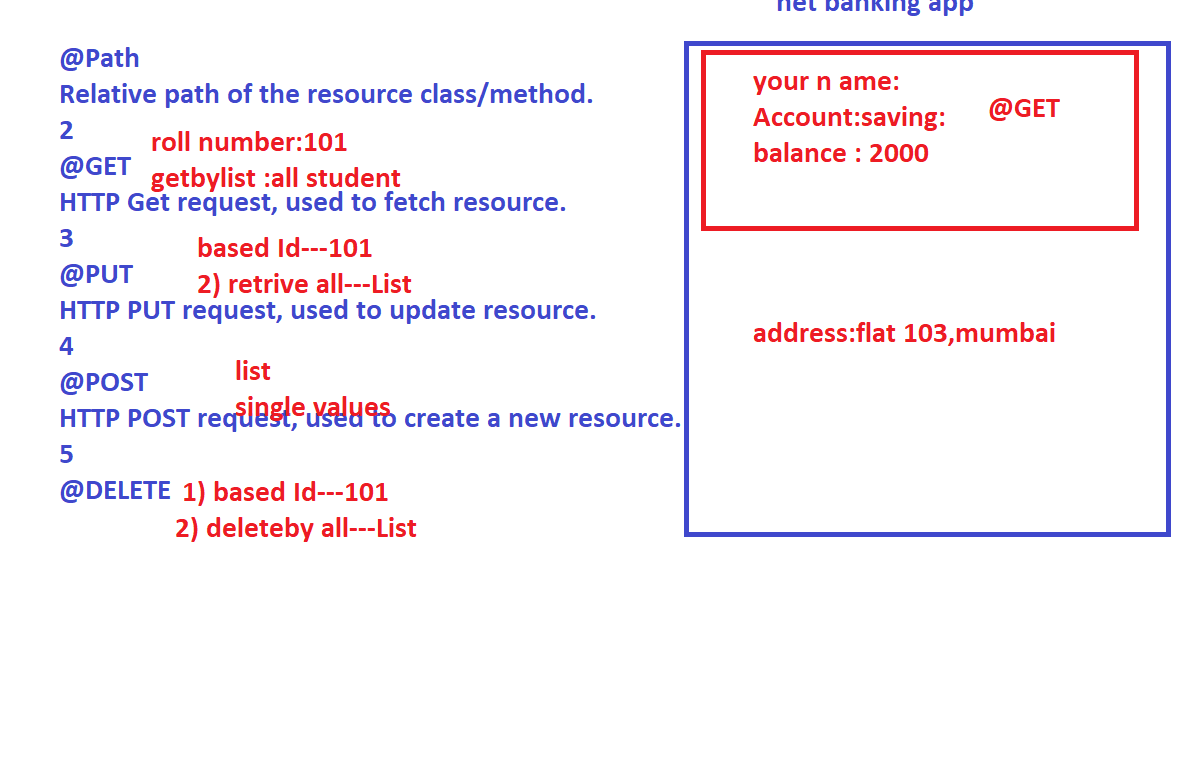 net banking app
@Path
Relative path of the resource class/method.
2
roll number:101
@GET
getbylist :all student
HTTP Get request, used to fetch resource.
3
based Id---101
@PUT
2) retrive all---List
HTTP PUT request, used to update resource.
4
list
@POST
single values
HTTP POST request, used to create a new resource.
5
@DELETE 1) based Id---101
2) deleteby all---List
your n ame:
Account:saving:
@GET
balance : 2000
address:flat 103,mumbai